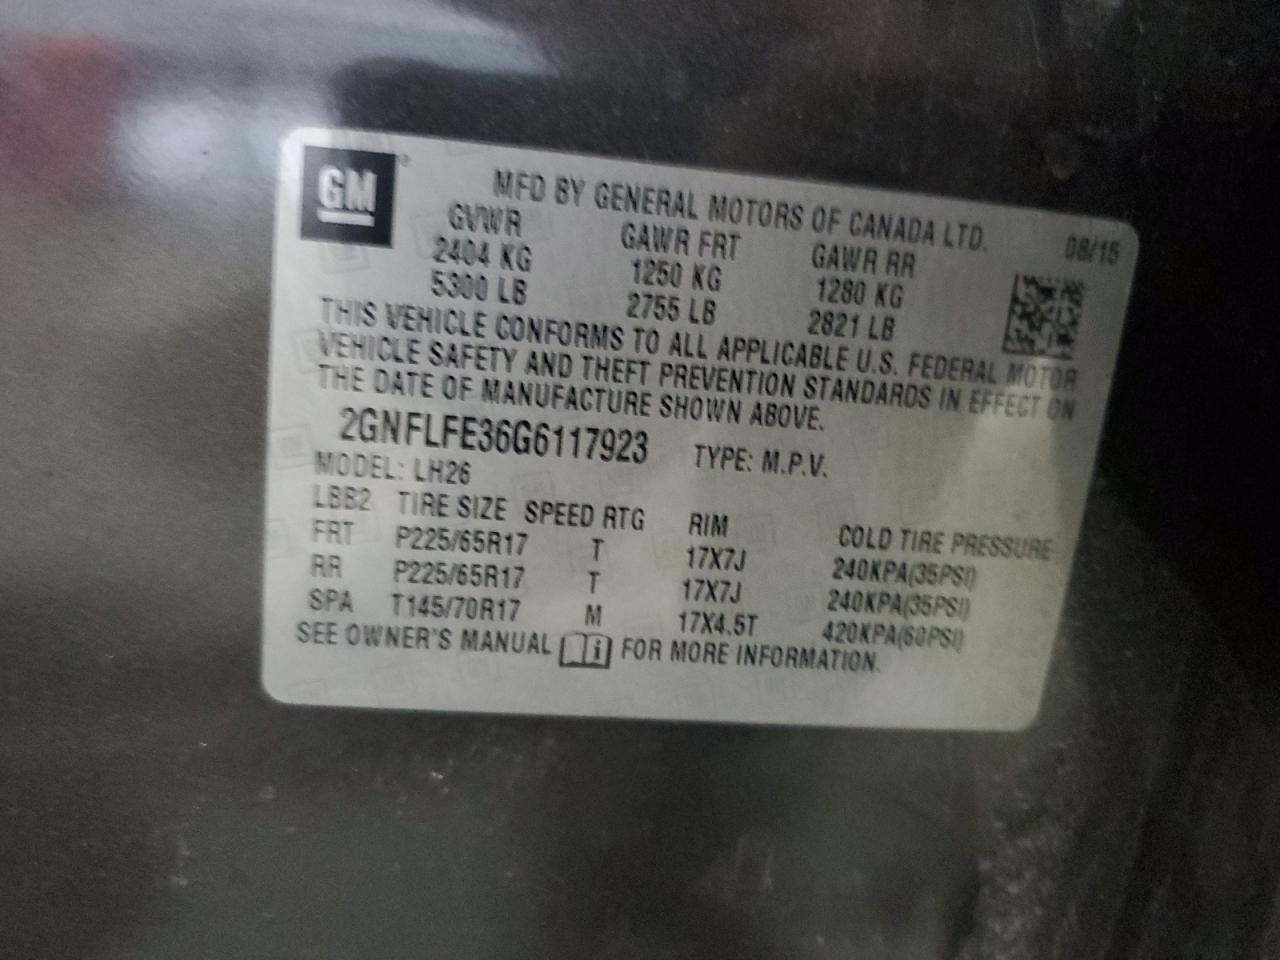 GM
MFD BY GENERAL MOTORS OF CANADA LTD. 08/15
GVWR GAWR FRT GAWR RR
2404 KG 1250 KG 1280 KG
5300 LB 2755 LB 2821 LB
THIS VEHICLE CONFORMS TO ALL APPLICABLE U.S. FEDERAL MOTOR
VEHICLE SAFETY AND THEFT PREVENTION STANDARDS IN EFFECT ON
THE DATE OF MANUFACTURE SHOWN ABOVE.
2GNFLFE36G6117923 TYPE: M.P.V.
MODEL: LH26
LBB2 TIRE SIZE SPEED RTG RIM COLD TIRE PRESSURE
FRT P225/65R17 T 17X7J 240KPA(35PSI)
RR P225/65R17 T 17X7J 240KPA(35PSI)
SPA T145/70R17 M 17X4.5T 420KPA(60PSI)
SEE OWNER'S MANUAL i FOR MORE INFORMATION.